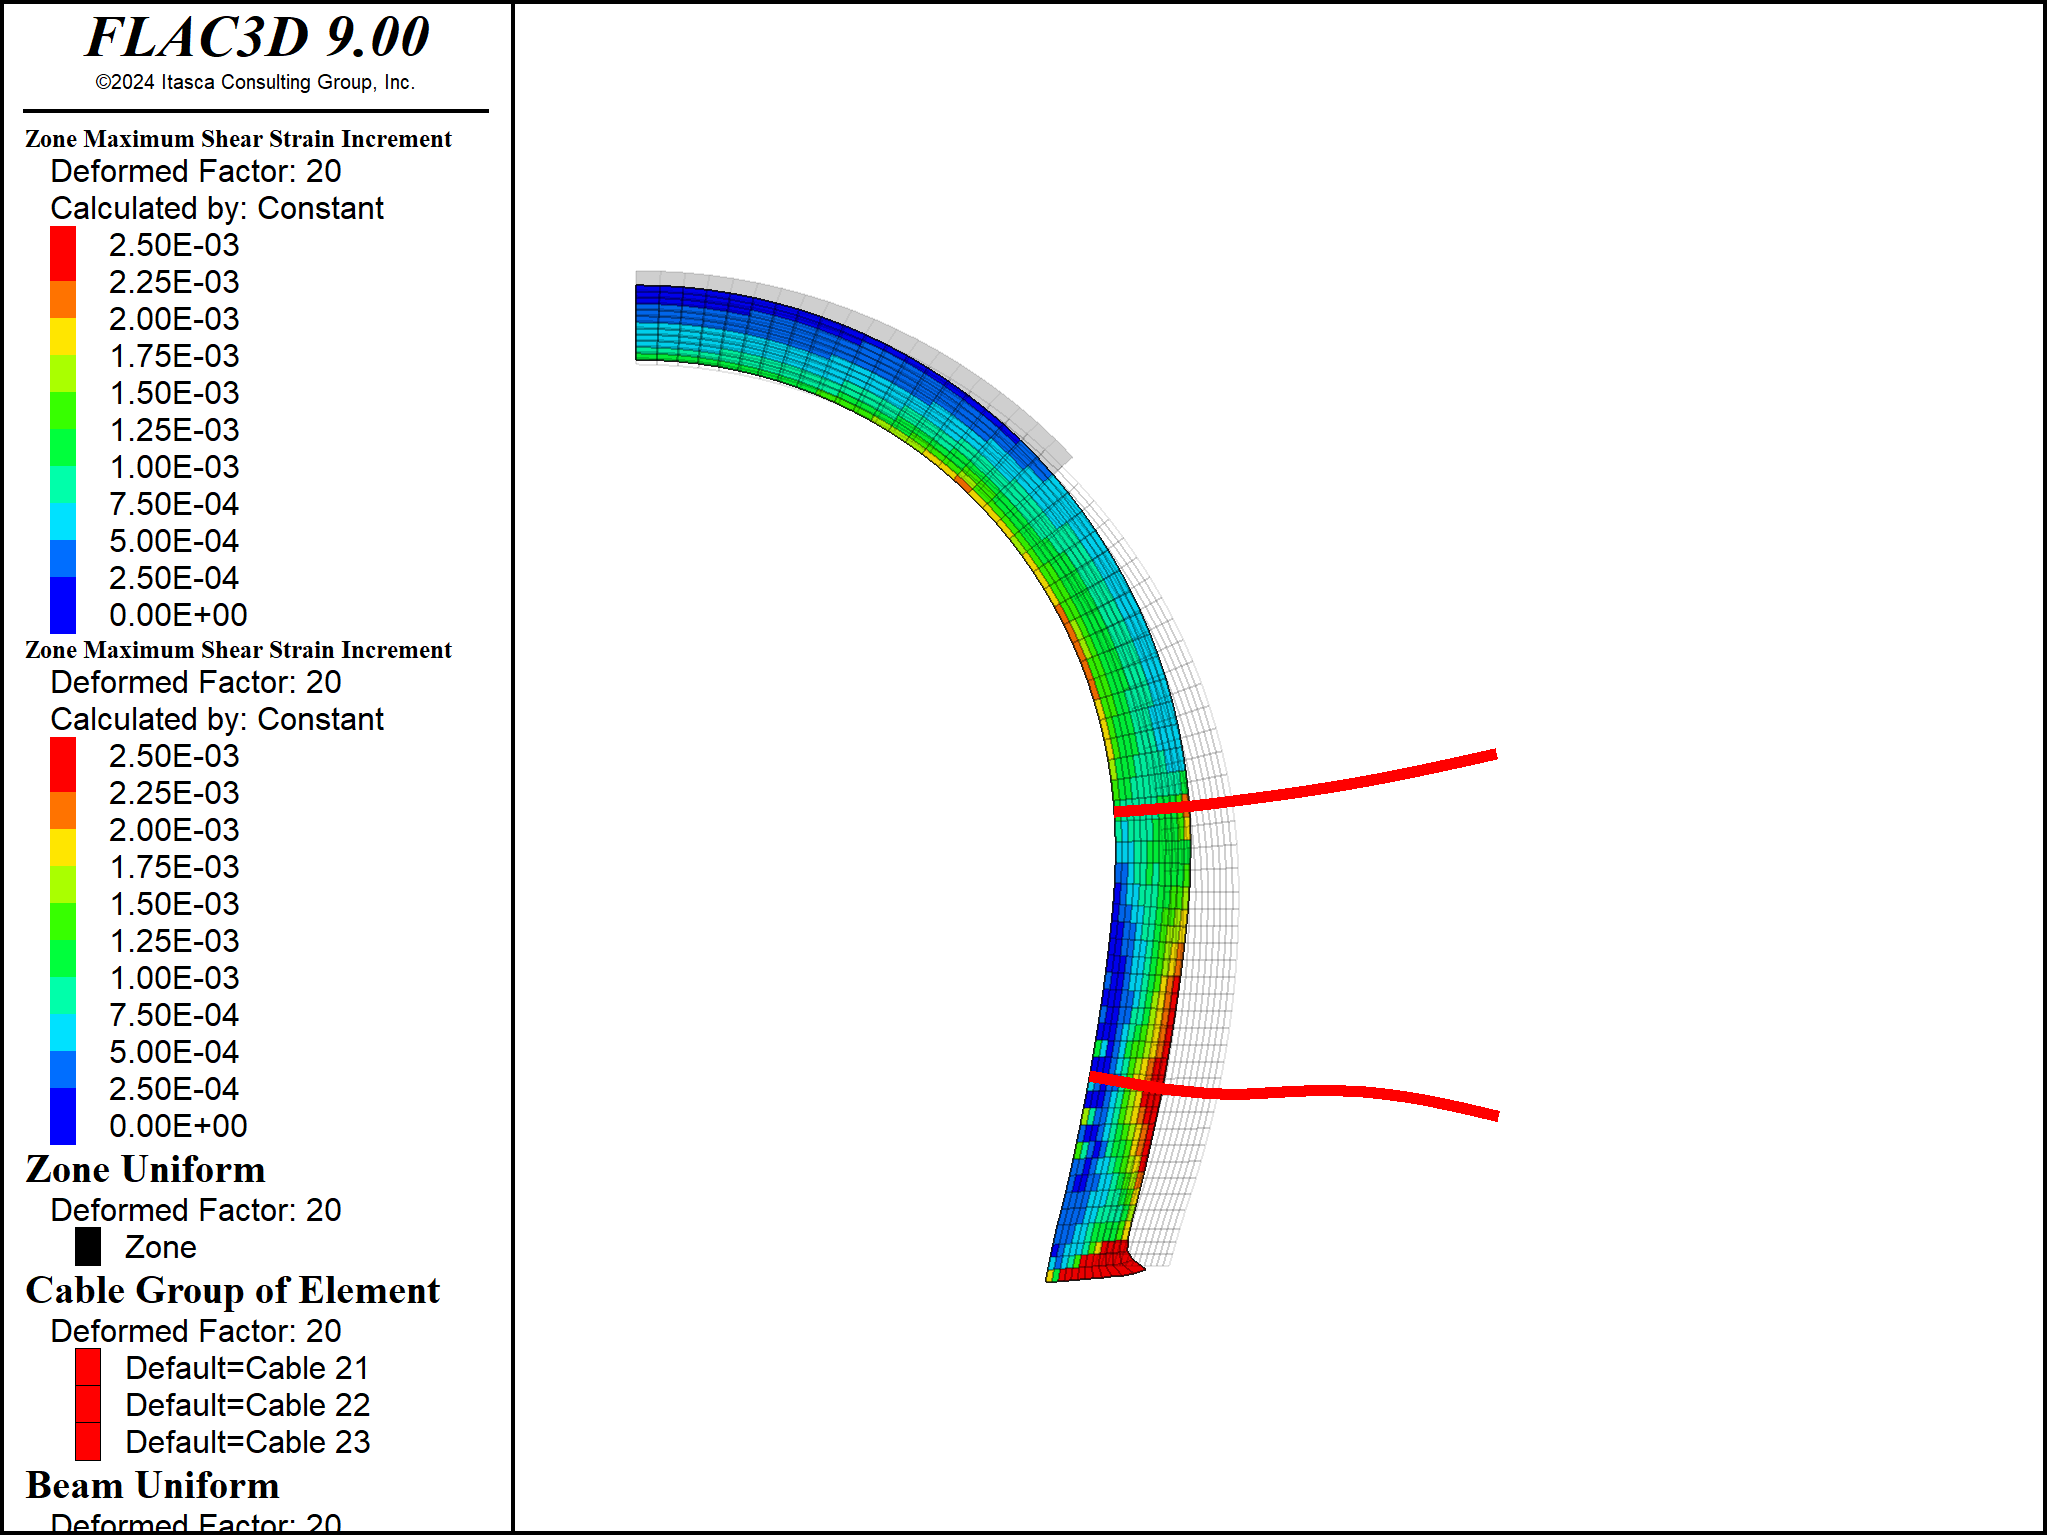 FLAC3D 9.00
©2024 Itasca Consulting Group, Inc.
Zone Maximum Shear Strain Increment
Deformed Factor: 20
Calculated by: Constant
2.50E-03
2.25E-03
2.00E-03
1.75E-03
1.50E-03
1.25E-03
1.00E-03
7.50E-04
5.00E-04
2.50E-04
0.00E+00
Zone Maximum Shear Strain Increment
Deformed Factor: 20
Calculated by: Constant
2.50E-03
2.25E-03
2.00E-03
1.75E-03
1.50E-03
1.25E-03
1.00E-03
7.50E-04
5.00E-04
2.50E-04
0.00E+00
Zone Uniform
Deformed Factor: 20
Zone
Cable Group of Element
Deformed Factor: 20
Default=Cable 21
Default=Cable 22
Default=Cable 23
Beam Uniform
Deformed Factor: 20